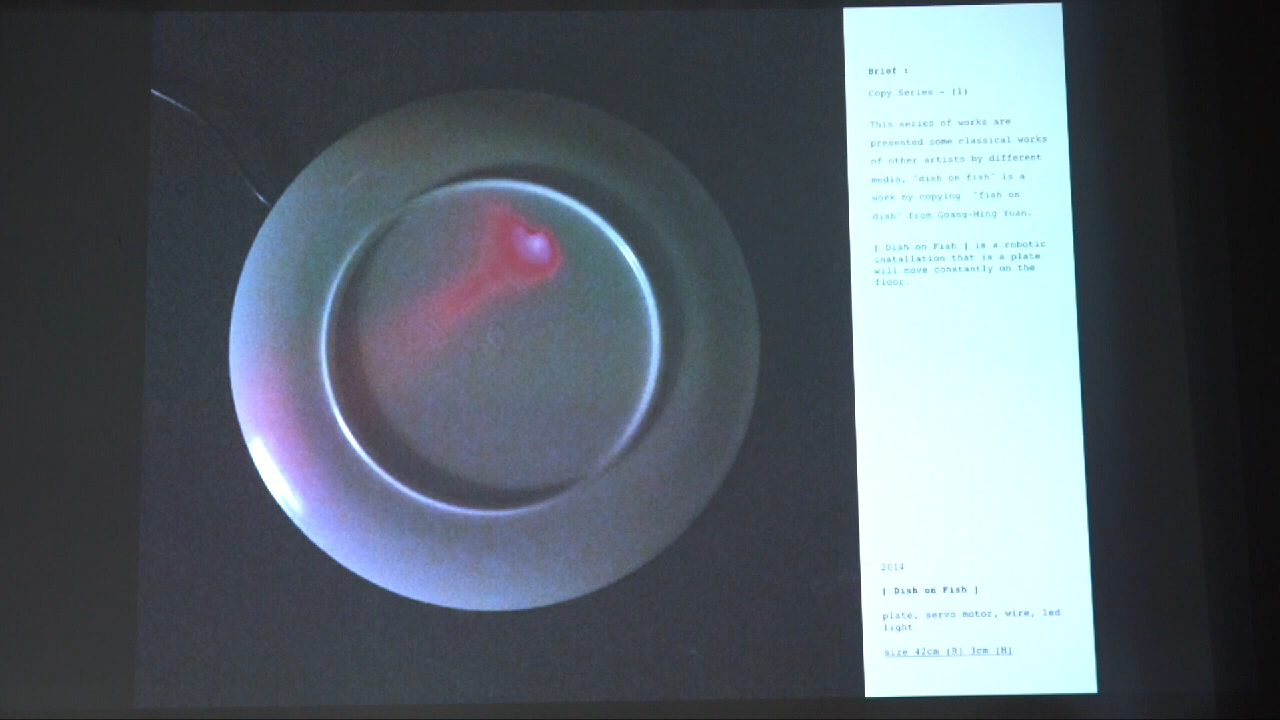 Brief :
Copy Series - [1]
This series of works are
presented some classical works
of other artists by different
media, "dish on fish" is a
work by copying "fish on
dish" from Goang-Ming Yuan.
[ Dish on Fish ] is a robotic
installation that is a plate
will move constantly on the
floor.
2014
[ Dish on Fish ]
plate, servo motor, wire, led
light
size 42cm [R] 3cm [H]